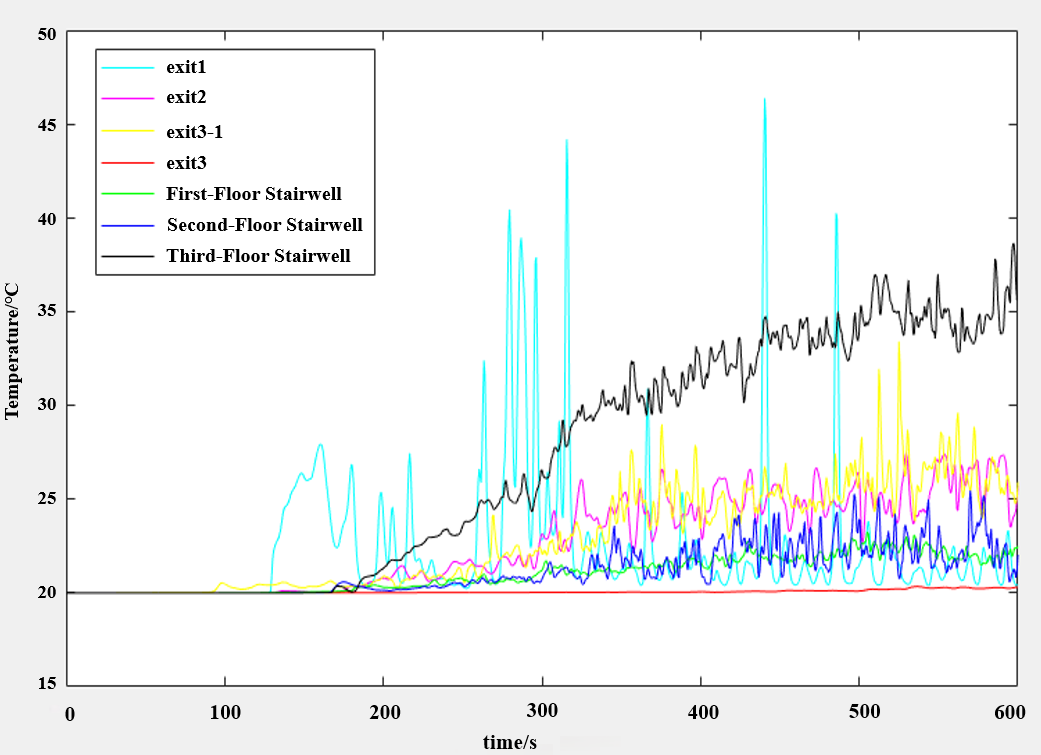 50
45
40
35
30
25
20
15
Temperature/°C
exit1
exit2
exit3-1
exit3
First-Floor Stairwell
Second-Floor Stairwell
Third-Floor Stairwell
0 100 200 300 400 500 600
time/s